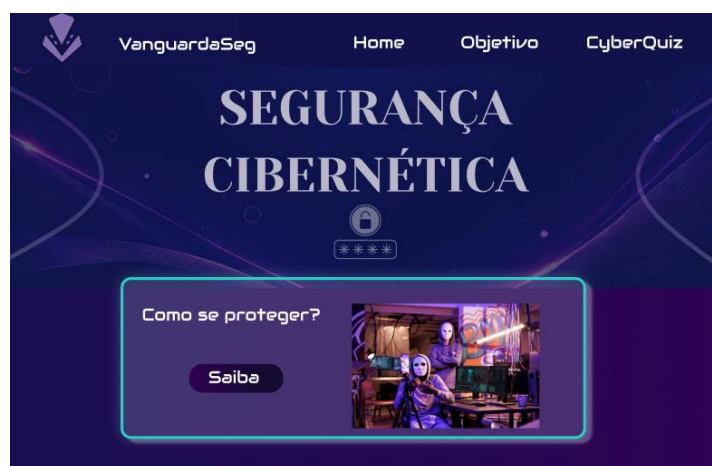 VanguardaSeg Home Objetivo CyberQuiz
SEGURANÇA
CIBERNÉTICA
****
Como se proteger?
Saiba